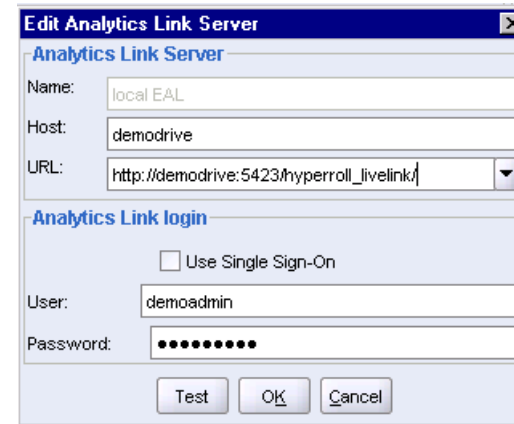 Edit Analytics Link Server
Analytics Link Server
Name: local EAL
Host: demodrive
URL: http://demodrive:5423/hyperroll_livelink/
Analytics Link login
Use Single Sign-On
User: demoadmin
Password: •••••••••
Test OK Cancel